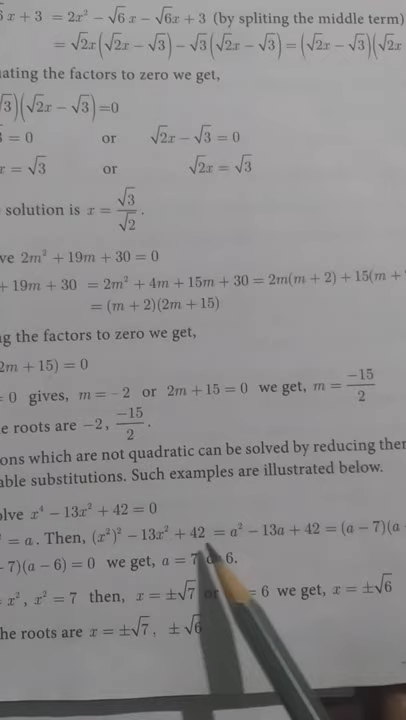 x + 3 = 2x² − √6 x − √6x + 3 (by spliting the middle term)
= √2x(√2x − √3) − √3(√2x − √3) = (√2x − √3)(√2x
ating the factors to zero we get,
√3)(√2x − √3) = 0
= 0 or √2x − √3 = 0
x = √3 or √2x = √3
solution is x = √3/√2 .
ve 2m² + 19m + 30 = 0
+ 19m + 30 = 2m² + 4m + 15m + 30 = 2m(m + 2) + 15(m +
= (m + 2)(2m + 15)
ng the factors to zero we get,
2m + 15) = 0
= 0 gives, m = −2 or 2m + 15 = 0 we get, m = −15/2
e roots are −2, −15/2 .
ons which are not quadratic can be solved by reducing them
able substitutions. Such examples are illustrated below.
lve x⁴ − 13x² + 42 = 0
= a. Then, (x²)² − 13x² + 42 = a² − 13a + 42 = (a − 7)(a
− 7)(a − 6) = 0 we get, a = 7 or 6.
x², x² = 7 then, x = ±√7 or = 6 we get, x = ±√6
he roots are x = ±√7, ±√6